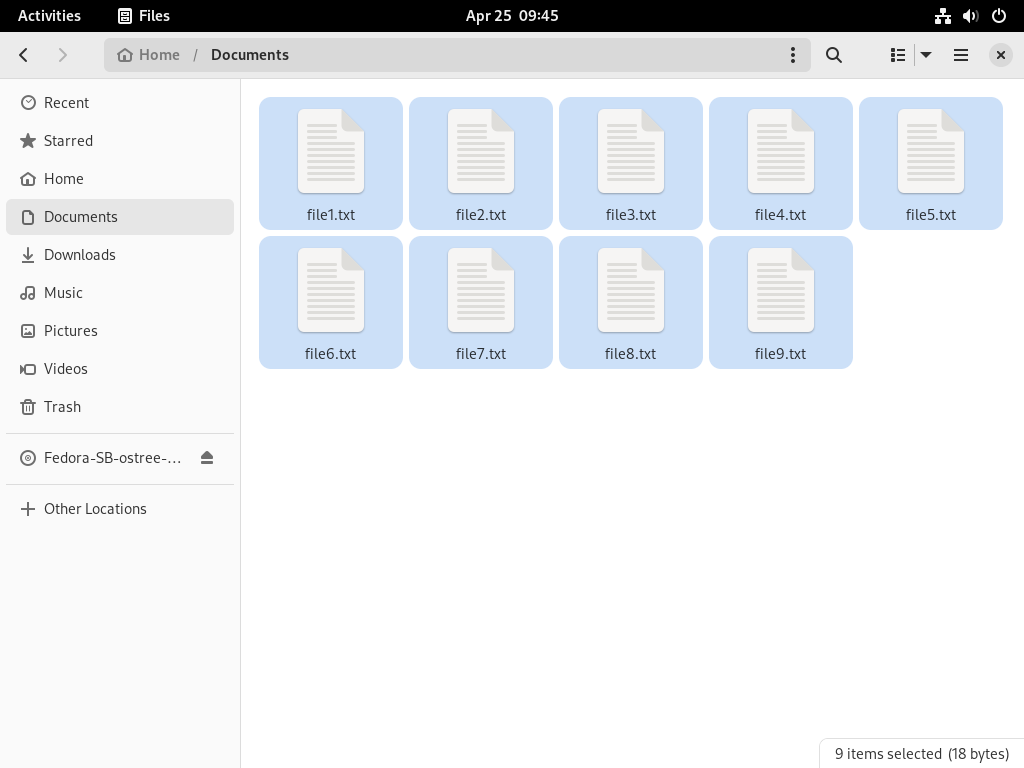 Activities Files Apr 25 09:45
Home / Documents
Recent
Starred
Home
Documents
Downloads
Music
Pictures
Videos
Trash
Fedora-SB-ostree-…
Other Locations
file1.txt file2.txt file3.txt file4.txt file5.txt
file6.txt file7.txt file8.txt file9.txt
9 items selected (18 bytes)